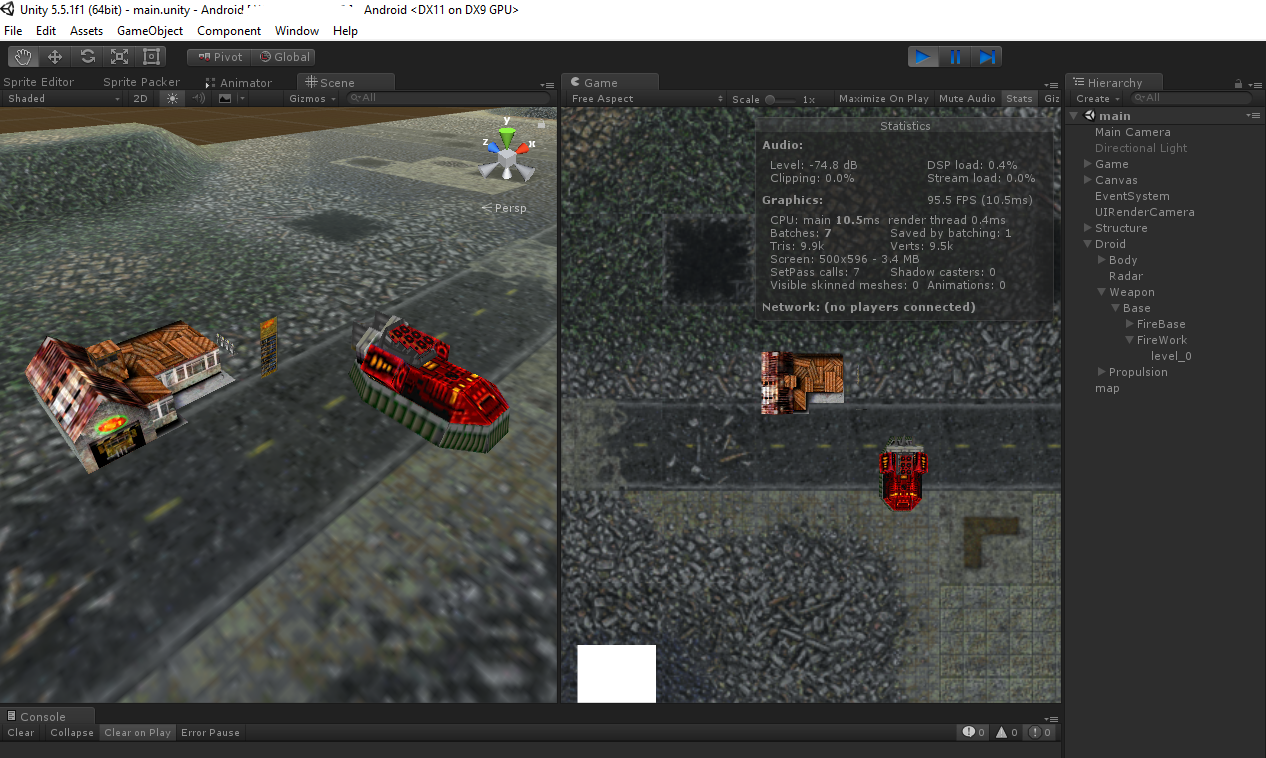 Unity 5.5.1f1 (64bit) - main.unity - Android Android <DX11 on DX9 GPU>
File Edit Assets GameObject Component Window Help
Pivot Global
Sprite Editor Sprite Packer Animator Scene
Shaded 2D Gizmos All
y
z x
Persp
Game
Free Aspect Scale 1x Maximize On Play Mute Audio Stats Giz
Statistics
Audio:
Level: -74.8 dB DSP load: 0.4%
Clipping: 0.0% Stream load: 0.0%
Graphics: 95.5 FPS (10.5ms)
CPU: main 10.5ms render thread 0.4ms
Batches: 7 Saved by batching: 1
Tris: 9.9k Verts: 9.5k
Screen: 500x596 - 3.4 MB
SetPass calls: 7 Shadow casters: 0
Visible skinned meshes: 0 Animations: 0
Network: (no players connected)
Hierarchy
Create All
main
Main Camera
Directional Light
Game
Canvas
EventSystem
UIRenderCamera
Structure
Droid
Body
Radar
Weapon
Base
FireBase
FireWork
level_0
Propulsion
map
Console
Clear Collapse Clear on Play Error Pause 0 0 0